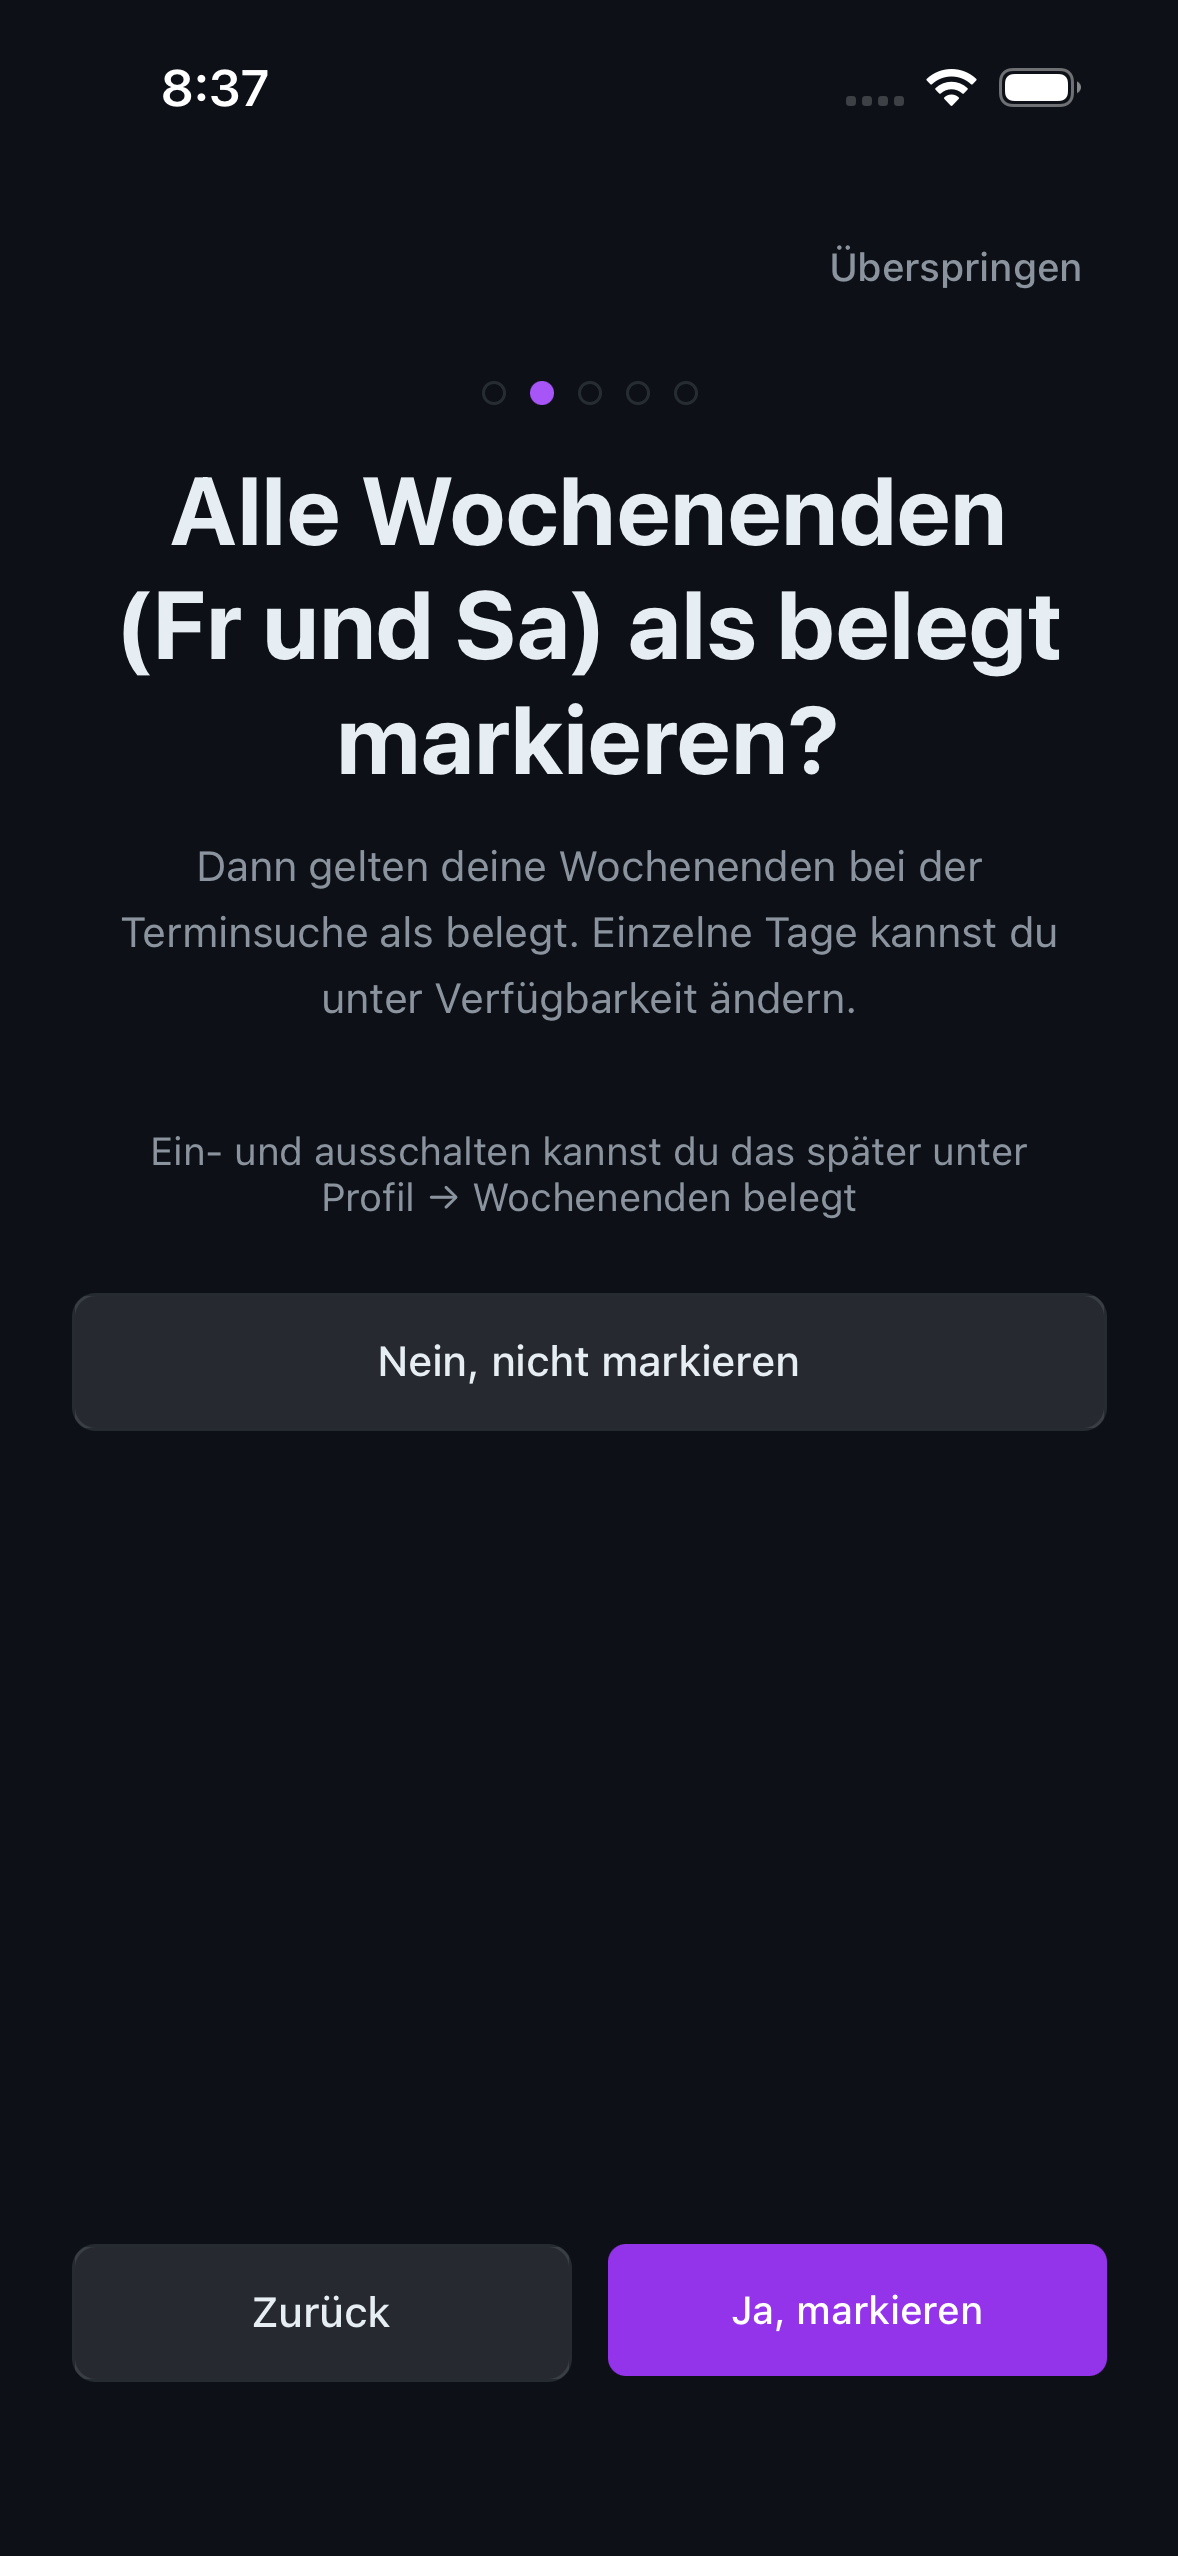 8:37
Überspringen
Alle Wochenenden
(Fr und Sa) als belegt
markieren?
Dann gelten deine Wochenenden bei der
Terminsuche als belegt. Einzelne Tage kannst du
unter Verfügbarkeit ändern.
Ein- und ausschalten kannst du das später unter
Profil → Wochenenden belegt
Nein, nicht markieren
Zurück
Ja, markieren